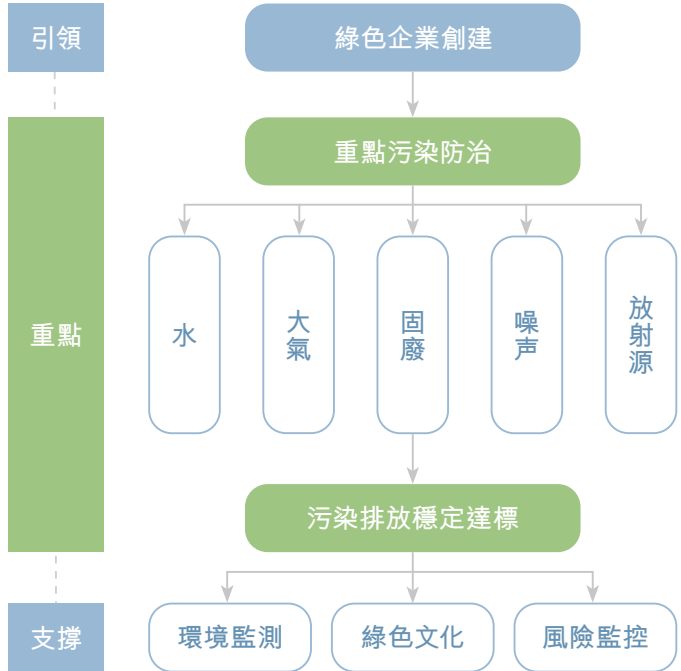 引領
綠色企業創建
重點污染防治
重點
水
大氣
固廢
噪声
放射源
污染排放穩定達標
支撐
環境監測
綠色文化
風險監控